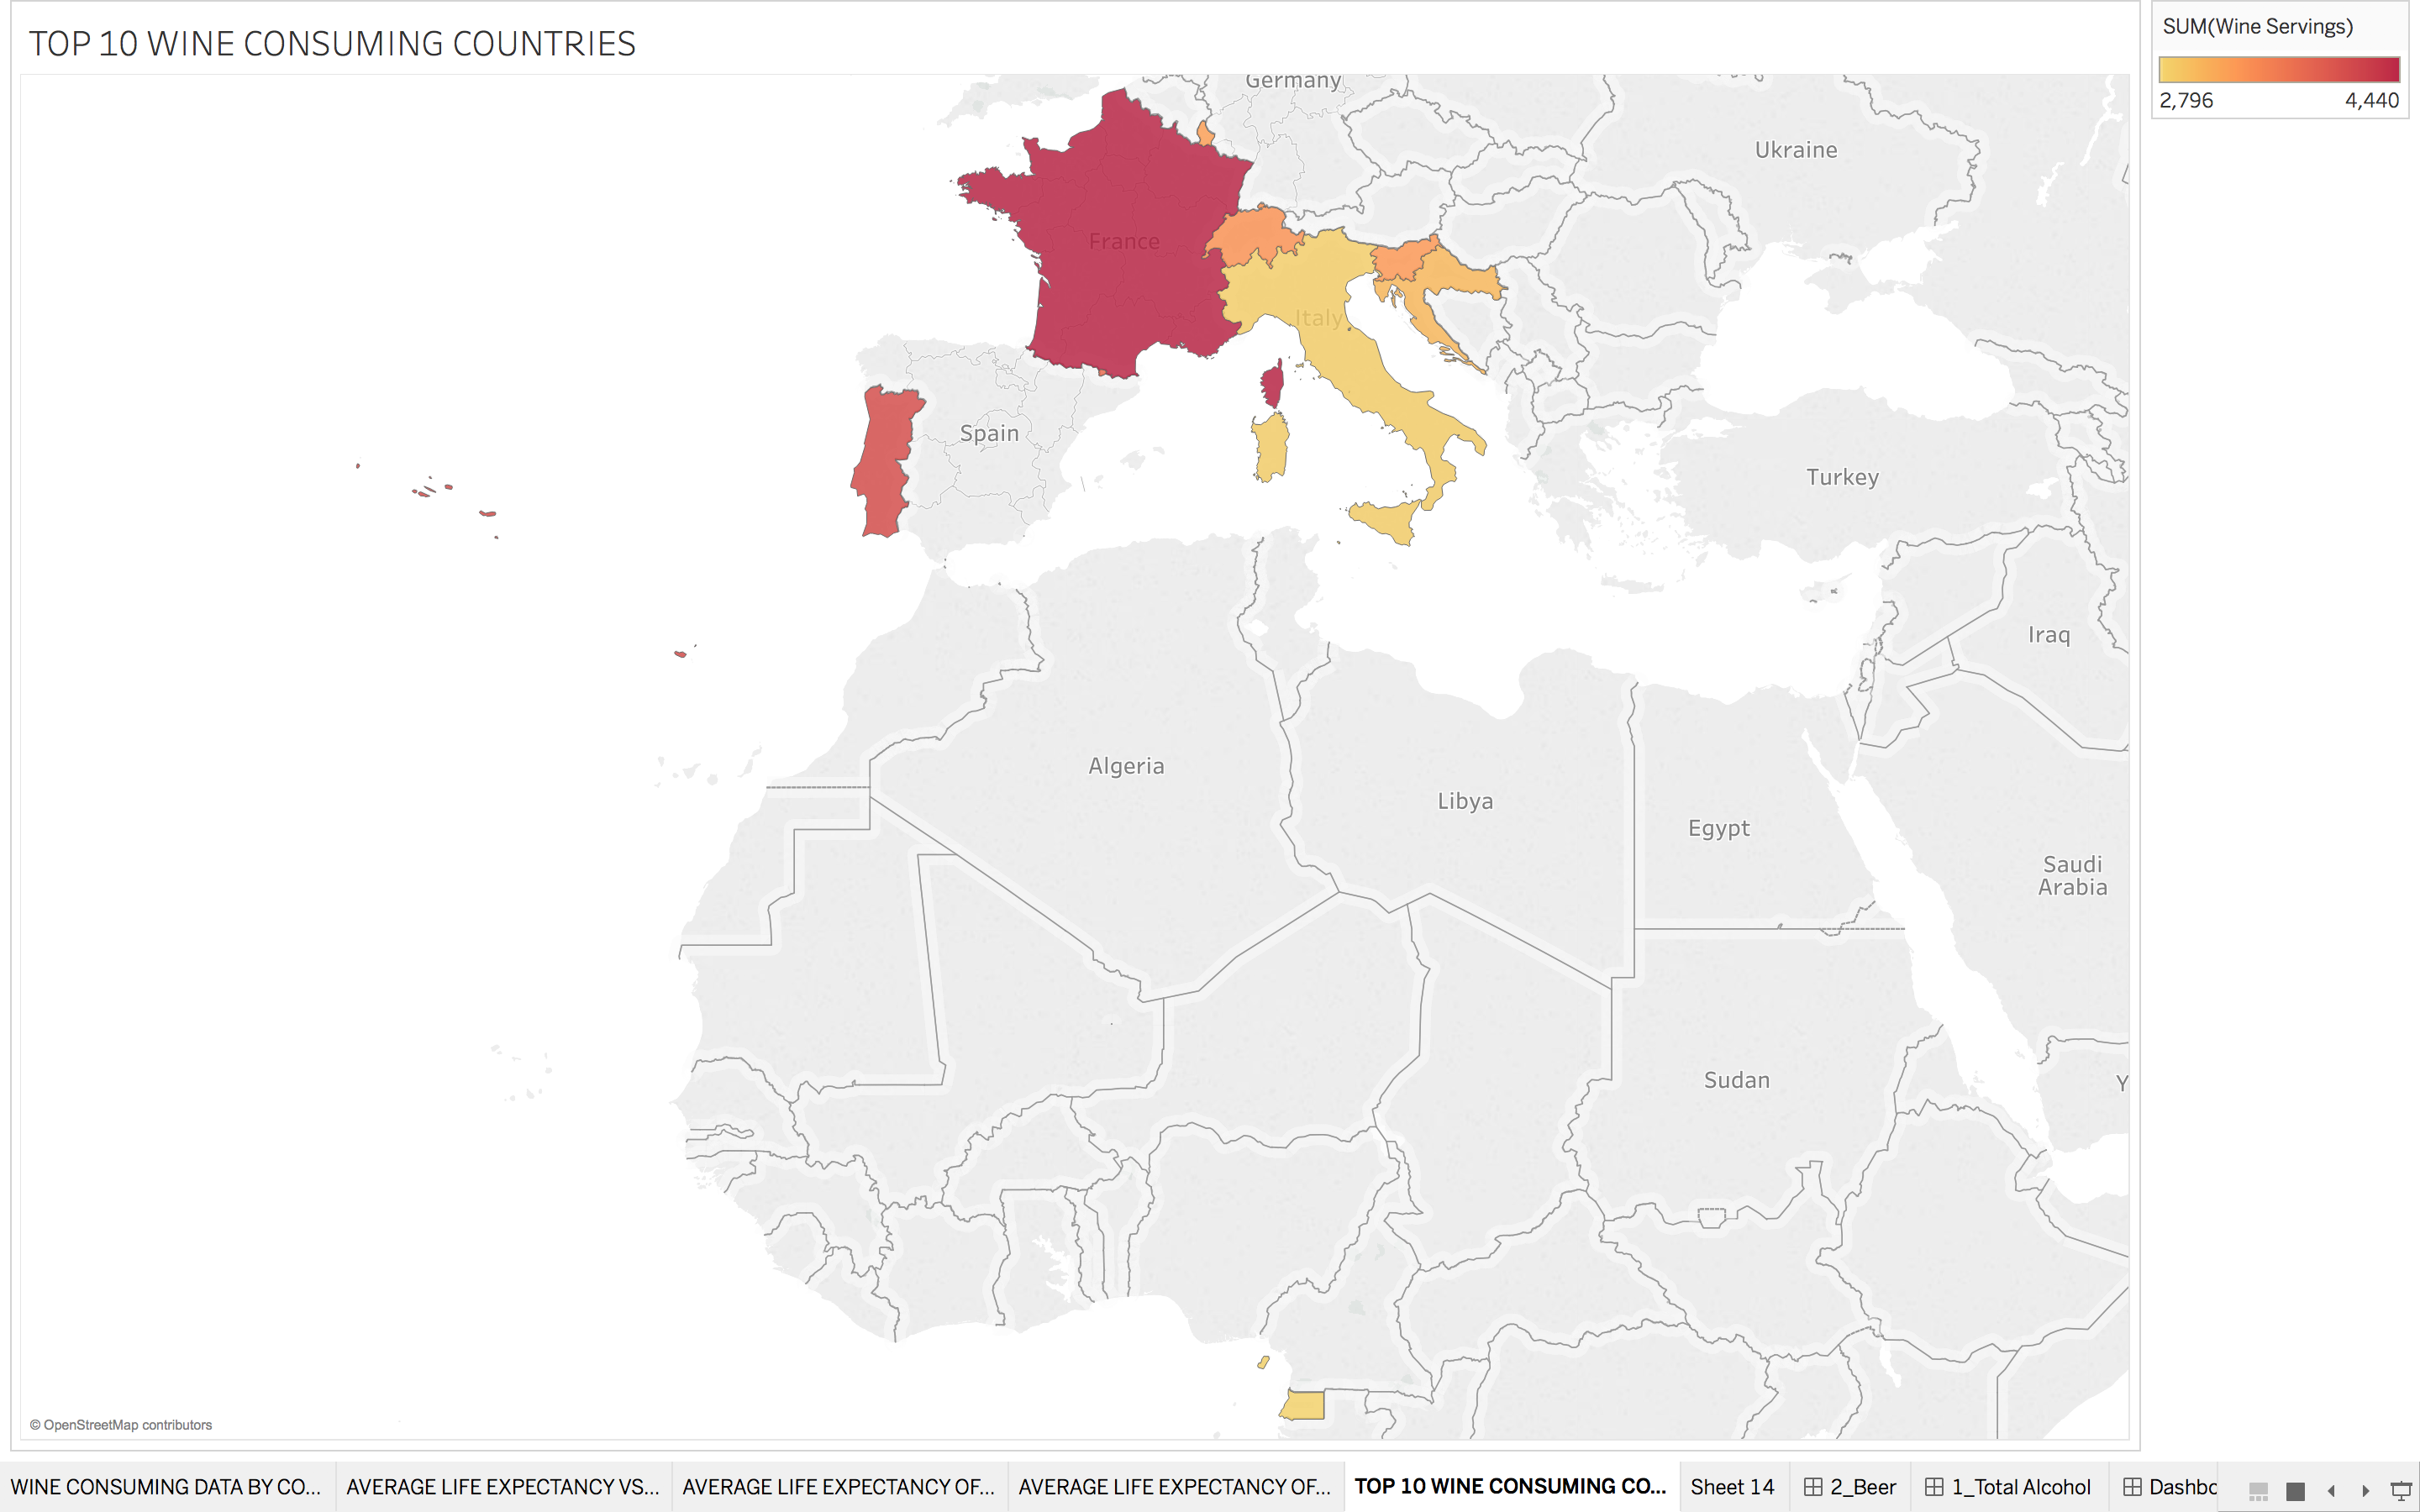 TOP 10 WINE CONSUMING COUNTRIES
SUM(Wine Servings)
2,796 4,440
Germany
Ukraine
France
Italy
Spain
Turkey
Iraq
Algeria
Libya
Egypt
Saudi
Arabia
Sudan
Y
© OpenStreetMap contributors
WINE CONSUMING DATA BY CO... AVERAGE LIFE EXPECTANCY VS... AVERAGE LIFE EXPECTANCY OF... AVERAGE LIFE EXPECTANCY OF... TOP 10 WINE CONSUMING CO... Sheet 14 2_Beer 1_Total Alcohol Dashbo